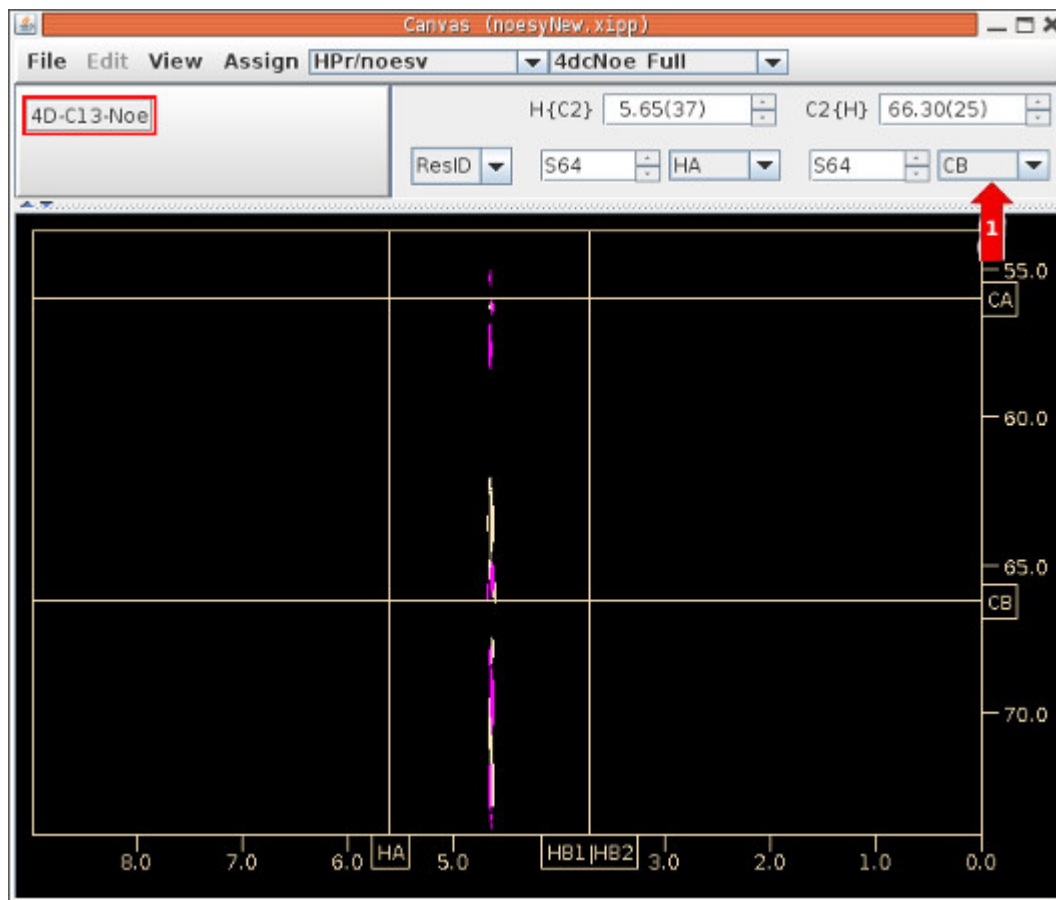 Canvas (noesyNew.xipp)
File Edit View Assign HPr/noesy 4dcNoe Full
4D-C13-Noe
H{C2} 5.65(37) C2{H} 66.30(25)
ResID S64 HA S64 CB
1
55.0
CA
60.0
65.0
CB
70.0
8.0 7.0 6.0 HA 5.0 HB1 HB2 3.0 2.0 1.0 0.0